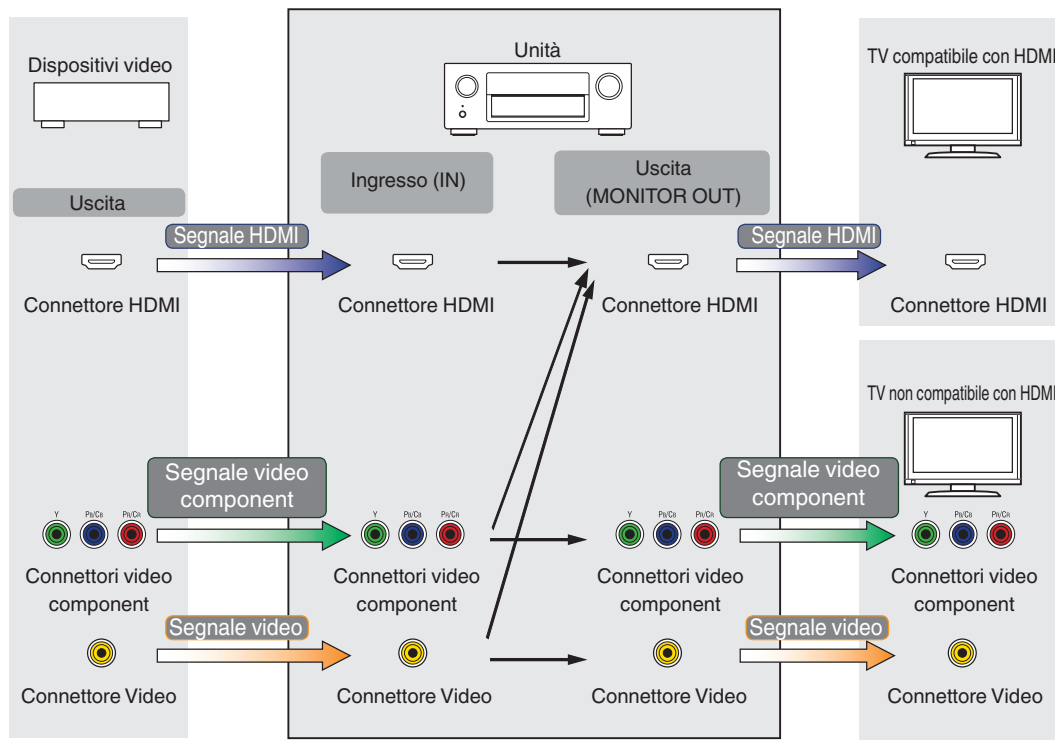 Dispositivi video
Unità
TV compatibile con HDMI
Uscita
Ingresso (IN)
Uscita
(MONITOR OUT)
Segnale HDMI
Segnale HDMI
Connettore HDMI
Connettore HDMI
Connettore HDMI
Connettore HDMI
TV non compatibile con HDMI
Segnale video
component
Segnale video
component
Y PB/CB PR/CR
Y PB/CB PR/CR
Y PB/CB PR/CR
Y PB/CB PR/CR
Connettori video
component
Connettori video
component
Connettori video
component
Connettori video
component
Segnale video
Segnale video
Connettore Video
Connettore Video
Connettore Video
Connettore Video